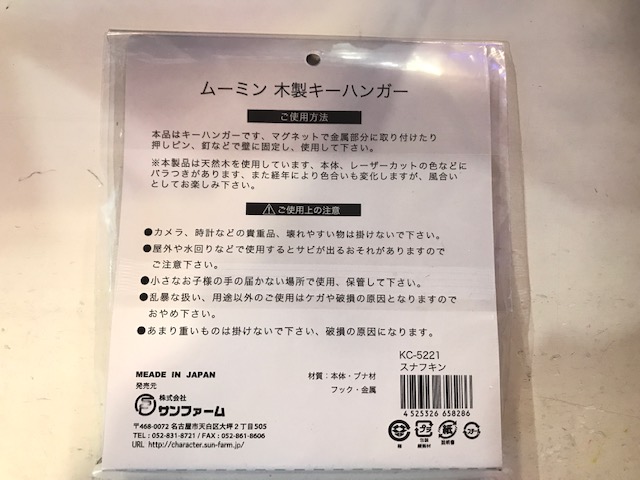 ムーミン 木製キーハンガー
ご使用方法
本品はキーハンガーです、マグネットで金属部分に取り付けたり
押しピン、釘などで壁に固定し、使用して下さい。
※本製品は天然木を使用しています、本体、レーザーカットの色などに
バラつきがあります、また経年により色合いも変化しますが、風合い
としてお楽しみ下さい。
ご使用上の注意
●カメラ、時計などの貴重品、壊れやすい物は掛けないで下さい。
●屋外や水回りなどで使用するとサビが出るおそれがありますので
ご注意下さい。
●小さなお子様の手の届かない場所で使用、保管して下さい。
●乱暴な扱い、用途以外のご使用はケガや破損の原因となりますので
おやめ下さい。
●あまり重いものは掛けないで下さい、破損の原因になります。
MEADE IN JAPAN
発売元
株式会社
サンファーム
〒468-0072 名古屋市天白区大坪2丁目505
TEL : 052-831-8721 / FAX : 052-861-8606
URL http://character.sun-farm.jp/
材質：本体・ブナ材
フック・金属
KC-5221
スナフキン
4 525326 658286